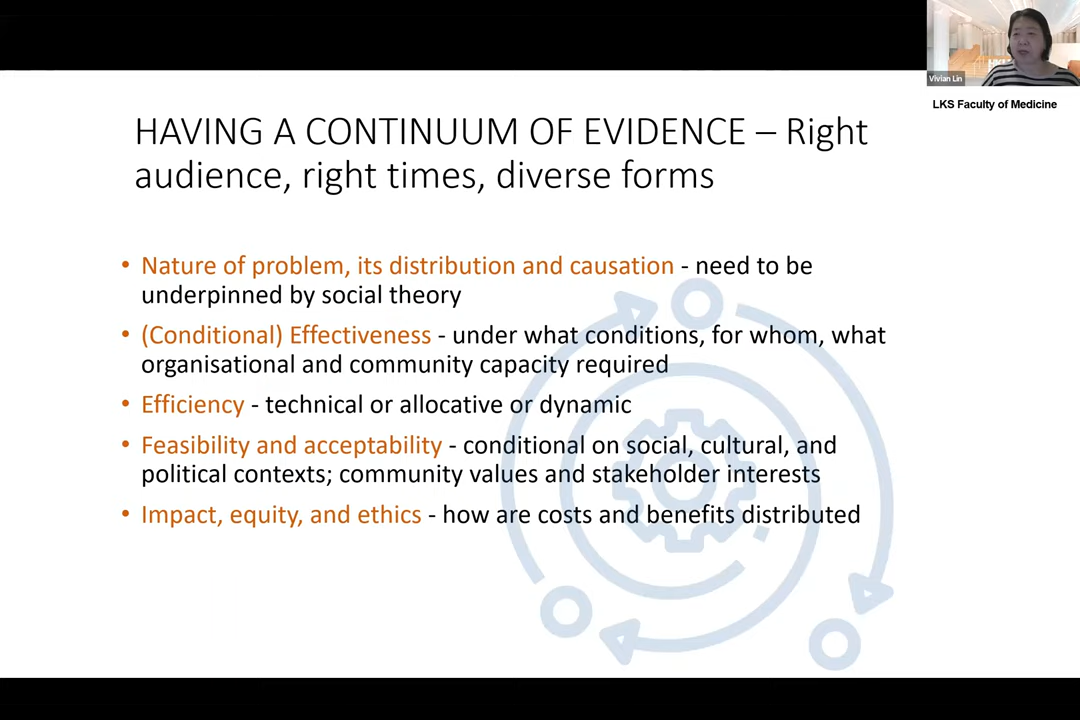 Vivian Lin
LKS Faculty of Medicine
HAVING A CONTINUUM OF EVIDENCE – Right
audience, right times, diverse forms
• Nature of problem, its distribution and causation - need to be
underpinned by social theory
• (Conditional) Effectiveness - under what conditions, for whom, what
organisational and community capacity required
• Efficiency - technical or allocative or dynamic
• Feasibility and acceptability - conditional on social, cultural, and
political contexts; community values and stakeholder interests
• Impact, equity, and ethics - how are costs and benefits distributed